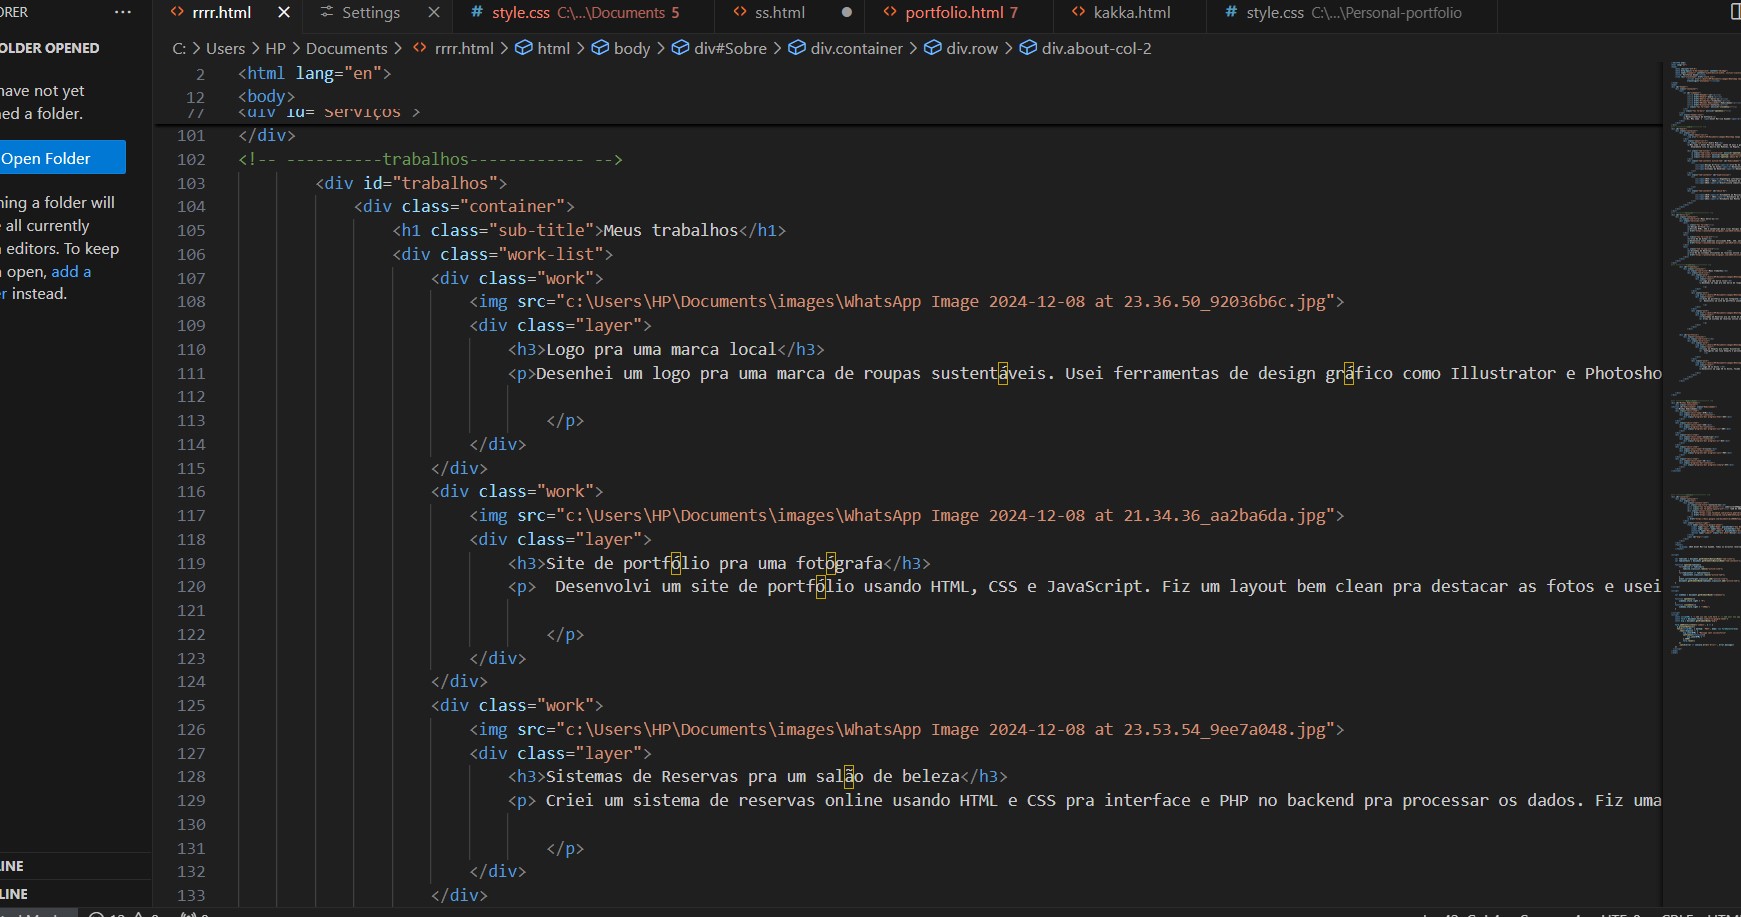 rrrr.html Settings style.css C:\...\Documents 5 ss.html portfolio.html 7 kakka.html style.css C:\...\Personal-portfolio
OLDER OPENED
have not yet
ned a folder.
Open Folder
ning a folder will
all currently
editors. To keep
open, add a
instead.
C: > Users > HP > Documents > rrrr.html > html > body > div#Sobre > div.container > div.row > div.about-col-2
2 <html lang="en">
12 <body>
77 <div id="Serviços">
101 </div>
102 <!-- ----------trabalhos------------ -->
103 <div id="trabalhos">
104 <div class="container">
105 <h1 class="sub-title">Meus trabalhos</h1>
106 <div class="work-list">
107 <div class="work">
108 <img src="c:\Users\HP\Documents\images\WhatsApp Image 2024-12-08 at 23.36.50_92036b6c.jpg">
109 <div class="layer">
110 <h3>Logo pra uma marca local</h3>
111 <p>Desenhei um logo pra uma marca de roupas sustentáveis. Usei ferramentas de design gráfico como Illustrator e Photosho
112
113 </p>
114 </div>
115 </div>
116 <div class="work">
117 <img src="c:\Users\HP\Documents\images\WhatsApp Image 2024-12-08 at 21.34.36_aa2ba6da.jpg">
118 <div class="layer">
119 <h3>Site de portfólio pra uma fotógrafa</h3>
120 <p> Desenvolvi um site de portfólio usando HTML, CSS e JavaScript. Fiz um layout bem clean pra destacar as fotos e usei
121
122 </p>
123 </div>
124 </div>
125 <div class="work">
126 <img src="c:\Users\HP\Documents\images\WhatsApp Image 2024-12-08 at 23.53.54_9ee7a048.jpg">
127 <div class="layer">
128 <h3>Sistemas de Reservas pra um salão de beleza</h3>
129 <p> Criei um sistema de reservas online usando HTML e CSS pra interface e PHP no backend pra processar os dados. Fiz uma
130
131 </p>
132 </div>
133 </div>
LINE
LINE